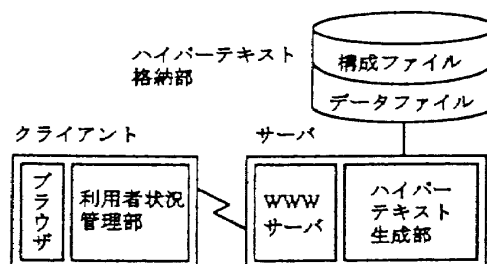 ハイパーテキスト
格納部
構成ファイル
データファイル
クライアント
サーバ
ブラウザ
利用者状況
管理部
WWW
サーバ
ハイパー
テキスト
生成部